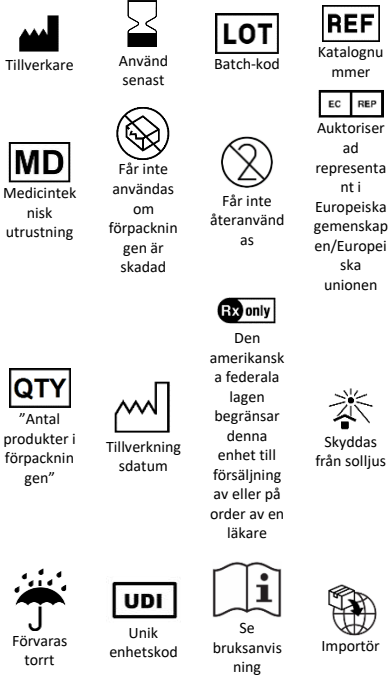 LOT
REF
Tillverkare
Använd
senast
Batch-kod
Katalognu
mmer
MD
Medicintek
nisk
utrustning
Får inte
användas
om
förpacknin
gen är
skadad
2
Får inte
återanvänd
as
EC REP
Auktoriser
ad
representa
nt i
Europeiska
gemenskap
en/Europei
ska
unionen
QTY
”Antal
produkter i
förpacknin
gen”
Tillverkning
sdatum
Rx only
Den
amerikansk
a federala
lagen
begränsar
denna
enhet till
försäljning
av eller på
order av en
läkare
Skyddas
från solljus
Förvaras
torrt
UDI
Unik
enhetskod
i
Se
bruksanvis
ning
Importör